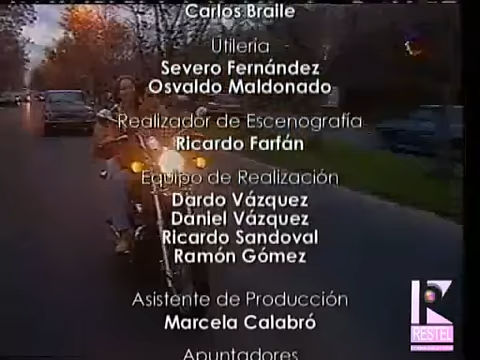 Carlos Braile
Utilería
Severo Fernández
Osvaldo Maldonado
Realizador de Escenografía
Ricardo Farfán
Equipo de Realización
Dardo Vázquez
Daniel Vázquez
Ricardo Sandoval
Ramón Gómez
Asistente de Producción
Marcela Calabró
Apuntadores
RESTEL